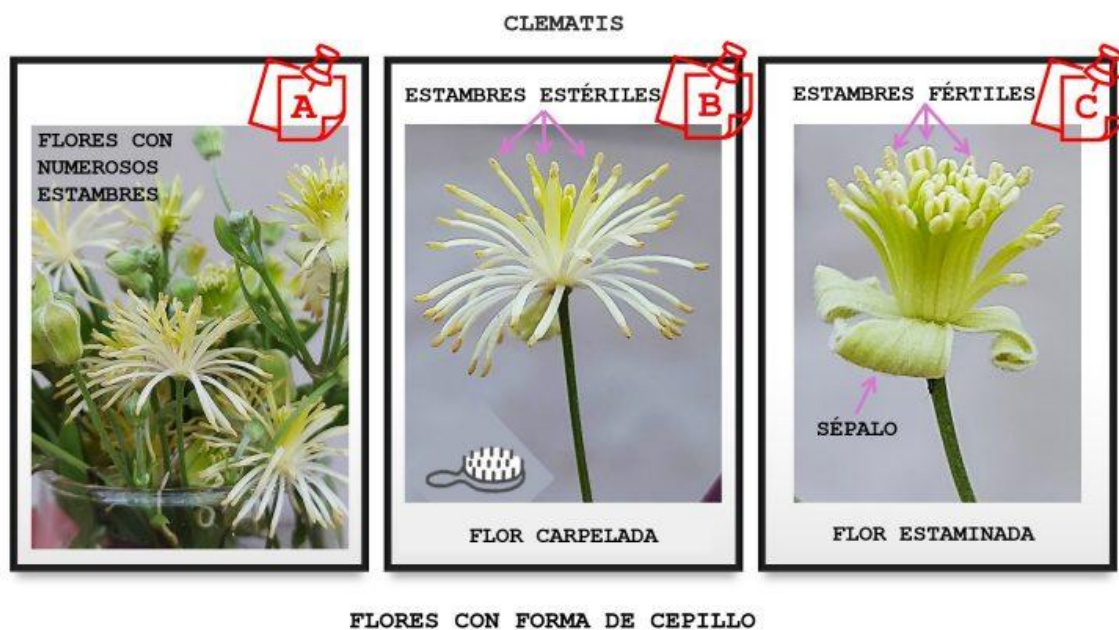 CLEMATIS
A
FLORES CON
NUMEROSOS
ESTAMBRES
B
ESTAMBRES ESTÉRILES
FLOR CARPELADA
C
ESTAMBRES FÉRTILES
SÉPALO
FLOR ESTAMINADA
FLORES CON FORMA DE CEPILLO